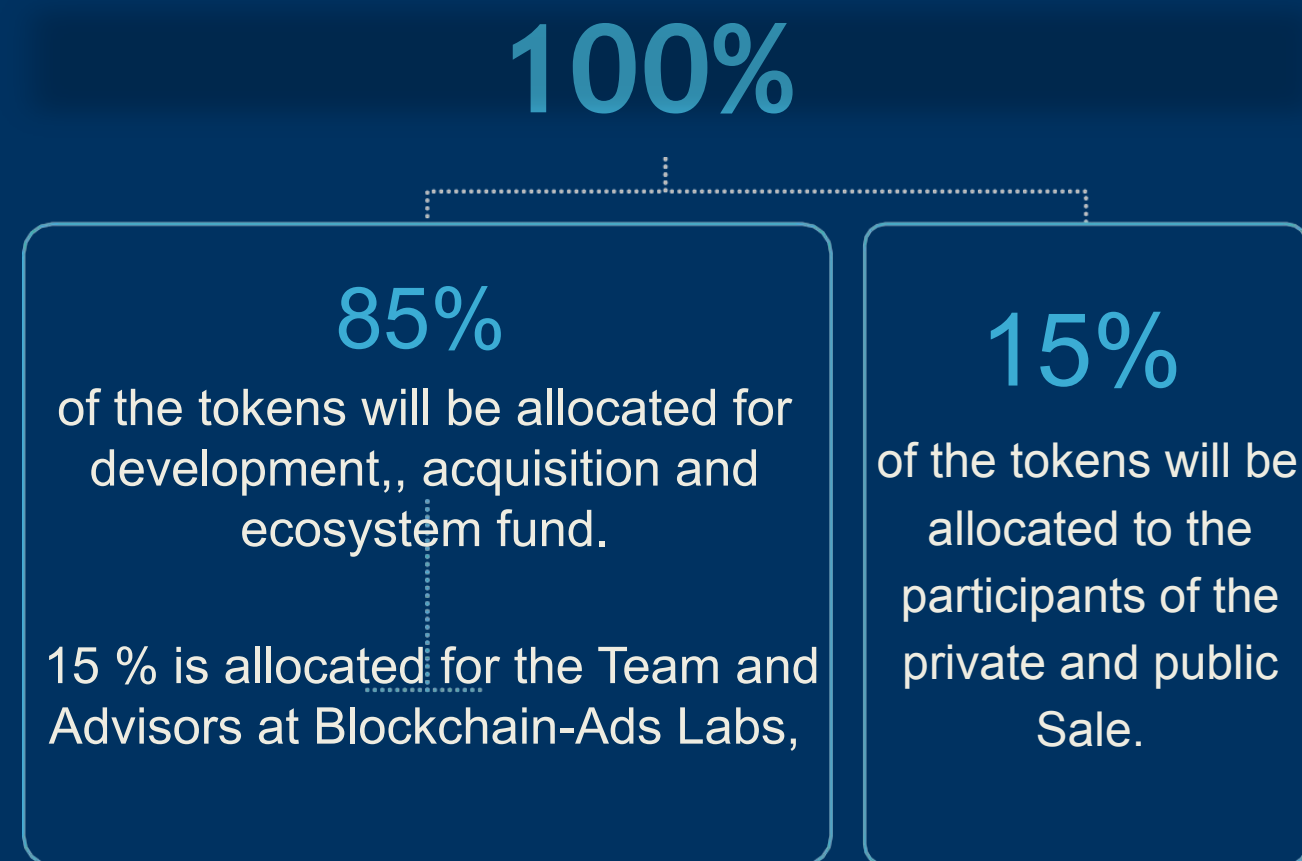 100%
85%
of the tokens will be allocated for
development,, acquisition and
ecosystem fund.
15 % is allocated for the Team and
Advisors at Blockchain-Ads Labs,
15%
of the tokens will be
allocated to the
participants of the
private and public
Sale.